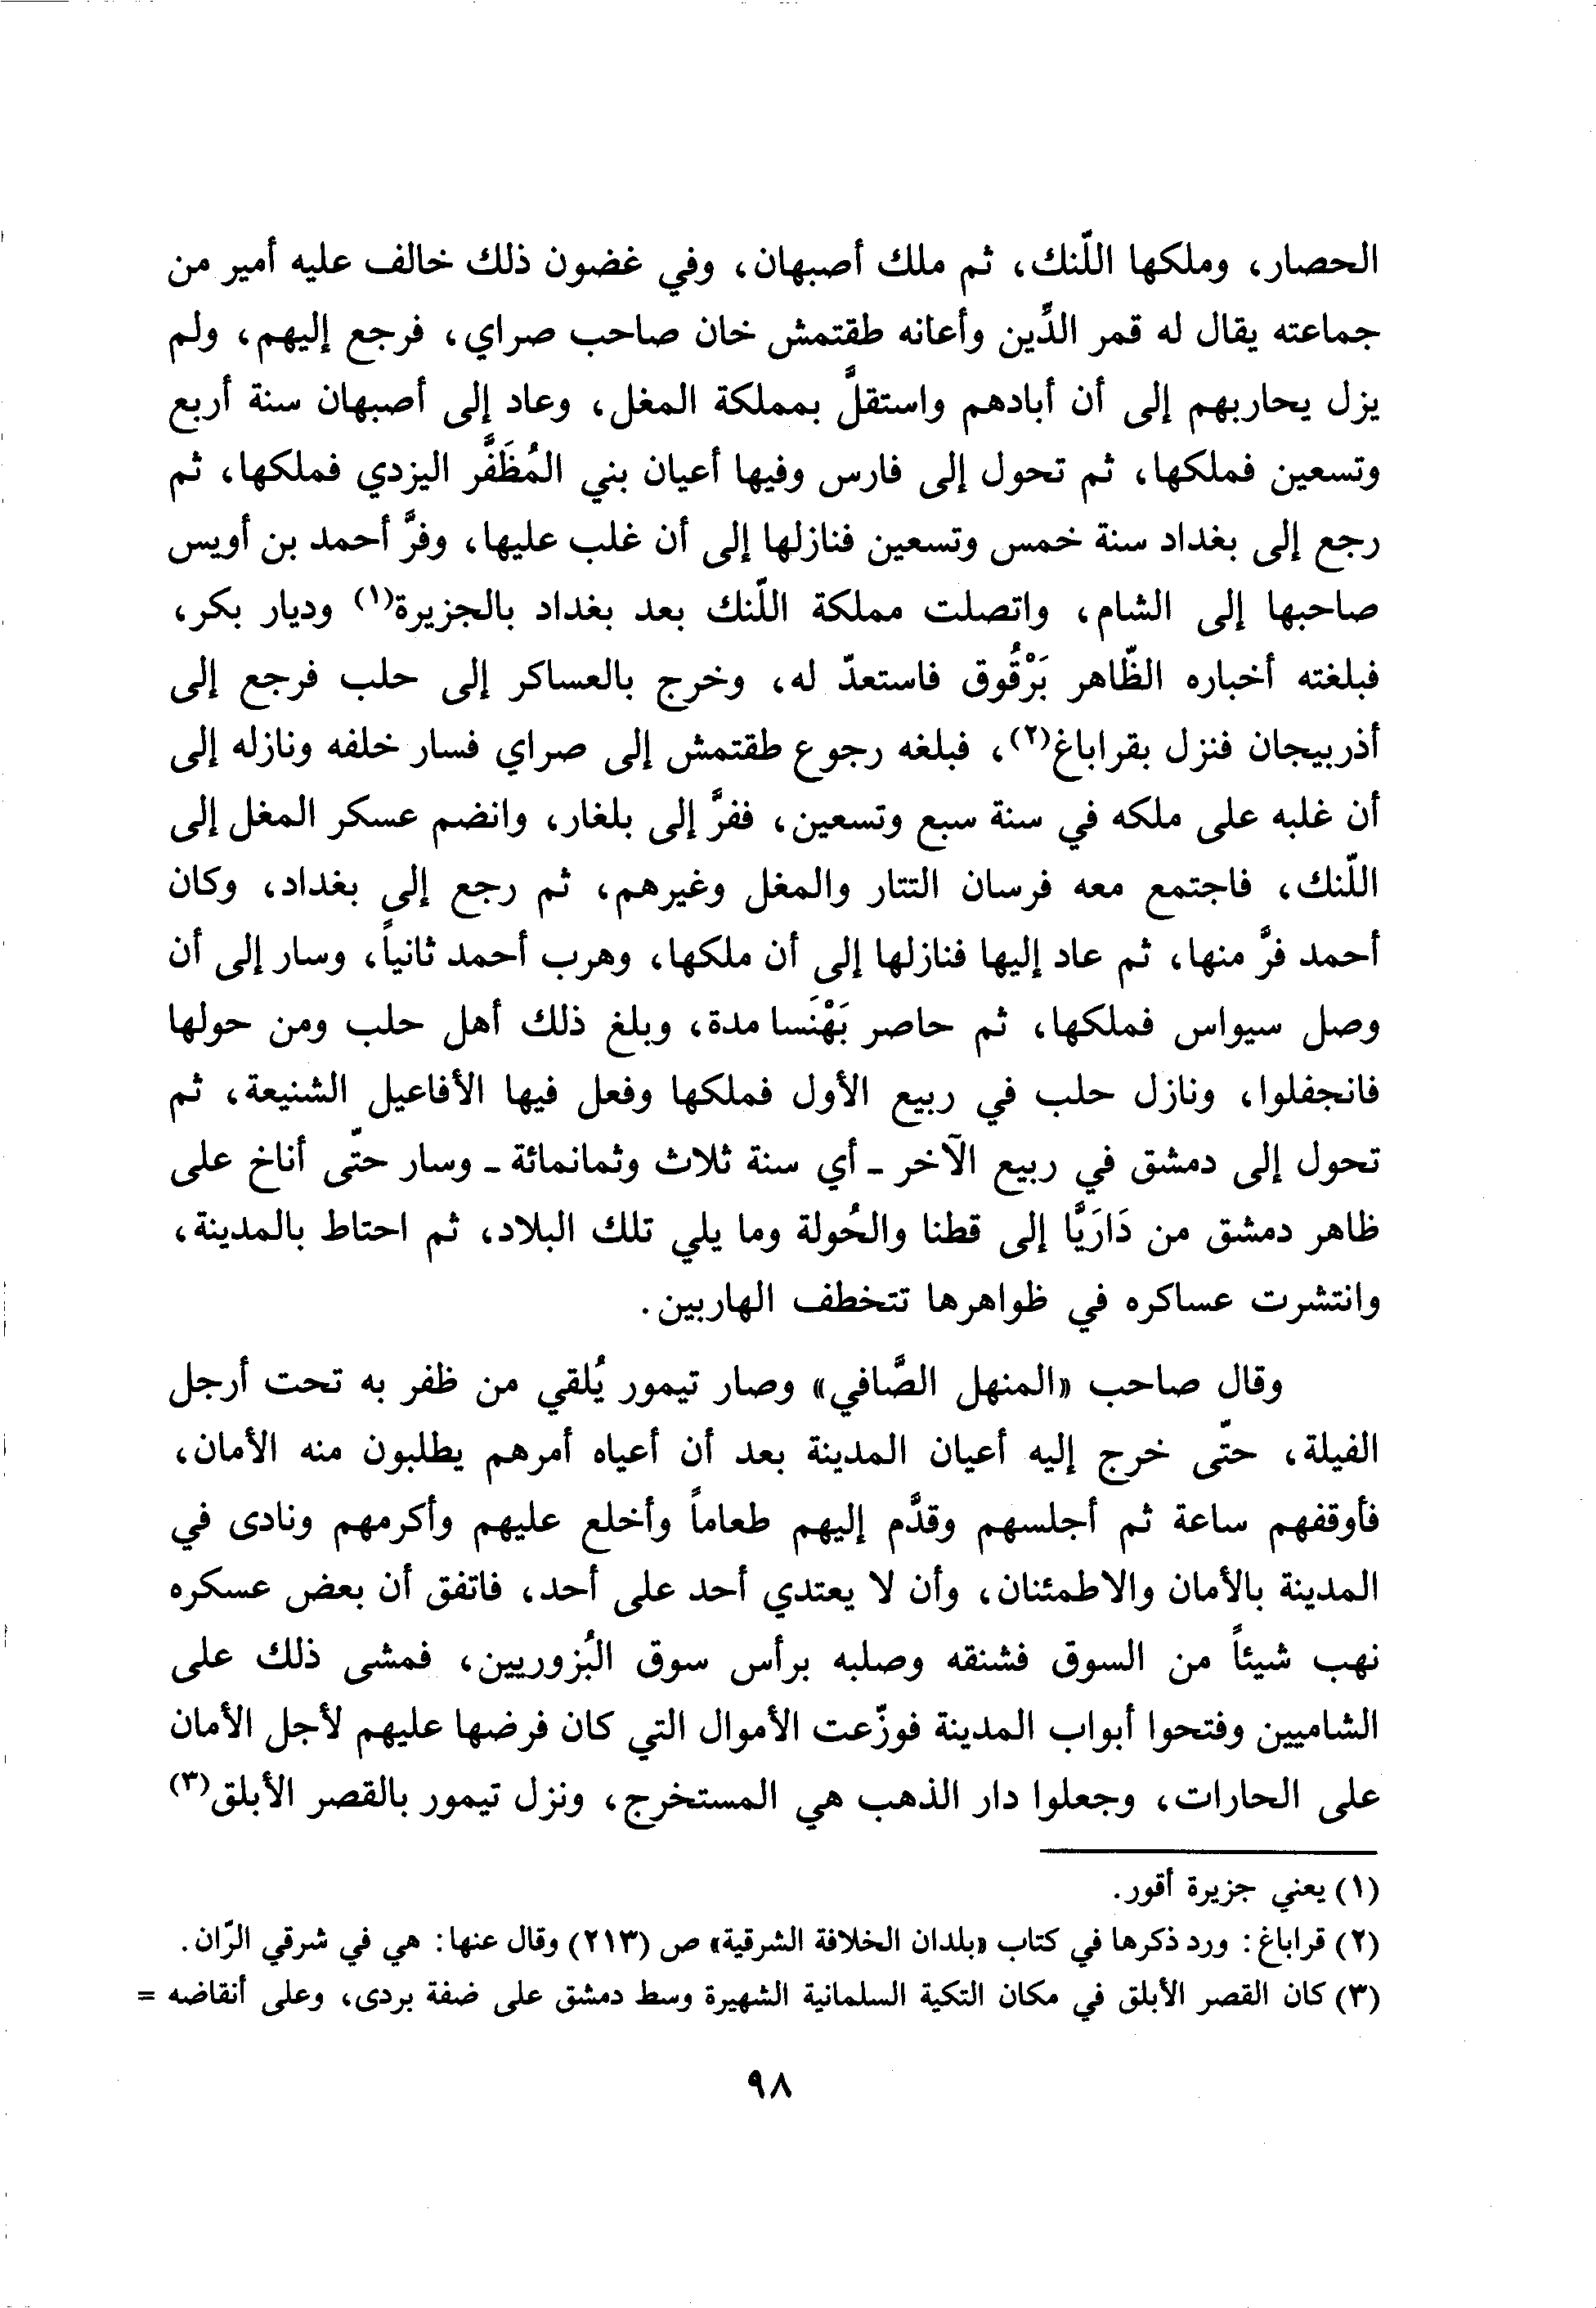 الحصار، وملكها اللّنك، ثم ملك أصبهان، وفي غضون ذلك خالف عليه أمير من
جماعته يقال له قمر الدِّين وأعانه طقتمش خان صاحب صراي، فرجع إليهم، ولم
يزل يحاربهم إلى أن أبادهم واستقلَّ بمملكة المغل، وعاد إلى أصبهان سنة أربع
وتسعين فملكها، ثم تحول إلى فارس وفيها أعيان بني المُظَفَّر اليزدي فملكها، ثم
رجع إلى بغداد سنة خمس وتسعين فنازلها إلى أن غلب عليها، وفرَّ أحمد بن أويس
صاحبها إلى الشام، واتصلت مملكة اللّنك بعد بغداد بالجزيرة(١) وديار بكر،
فبلغته أخباره الظّاهر بَرْقُوق فاستعدّ له، وخرج بالعساكر إلى حلب فرجع إلى
أذربيجان فنزل بقراباغ(٢)، فبلغه رجوع طقتمش إلى صراي فسار خلفه ونازله إلى
أن غلبه على ملكه في سنة سبع وتسعين، ففرَّ إلى بلغار، وانضم عسكر المغل إلى
اللّنك، فاجتمع معه فرسان التتار والمغل وغيرهم، ثم رجع إلى بغداد، وكان
أحمد فرَّ منها، ثم عاد إليها فنازلها إلى أن ملكها، وهرب أحمد ثانياً، وسار إلى أن
وصل سيواس فملكها، ثم حاصر بَهْنَسا مدة، وبلغ ذلك أهل حلب ومن حولها
فانجفلوا، ونازل حلب في ربيع الأول فملكها وفعل فيها الأفاعيل الشنيعة، ثم
تحول إلى دمشق في ربيع الآخر ـ أي سنة ثلاث وثمانمائة ـ وسار حتّى أناخ على
ظاهر دمشق من دَارَيَّا إلى قطنا والحُولة وما يلي تلك البلاد، ثم احتاط بالمدينة،
وانتشرت عساكره في ظواهرها تتخطف الهاربين.
وقال صاحب «المنهل الصَّافي» وصار تيمور يُلقي من ظفر به تحت أرجل
الفيلة، حتّى خرج إليه أعيان المدينة بعد أن أعياه أمرهم يطلبون منه الأمان،
فأوقفهم ساعة ثم أجلسهم وقدَّم إليهم طعاماً وأخلع عليهم وأكرمهم ونادى في
المدينة بالأمان والاطمئنان، وأن لا يعتدي أحد على أحد، فاتفق أن بعض عسكره
نهب شيئاً من السوق فشنقه وصلبه برأس سوق البُزوريين، فمشى ذلك على
الشاميين وفتحوا أبواب المدينة فوزّعت الأموال التي كان فرضها عليهم لأجل الأمان
على الحارات، وجعلوا دار الذهب هي المستخرج، ونزل تيمور بالقصر الأبلق(٣)
(١) يعني جزيرة أقور.
(٢) قراباغ: ورد ذكرها في كتاب «بلدان الخلافة الشرقية» ص (٢١٣) وقال عنها: هي في شرقي الرّان.
(٣) كان القصر الأبلق في مكان التكية السلمانية الشهيرة وسط دمشق على ضفة بردى، وعلى أنقاضه =
٩٨